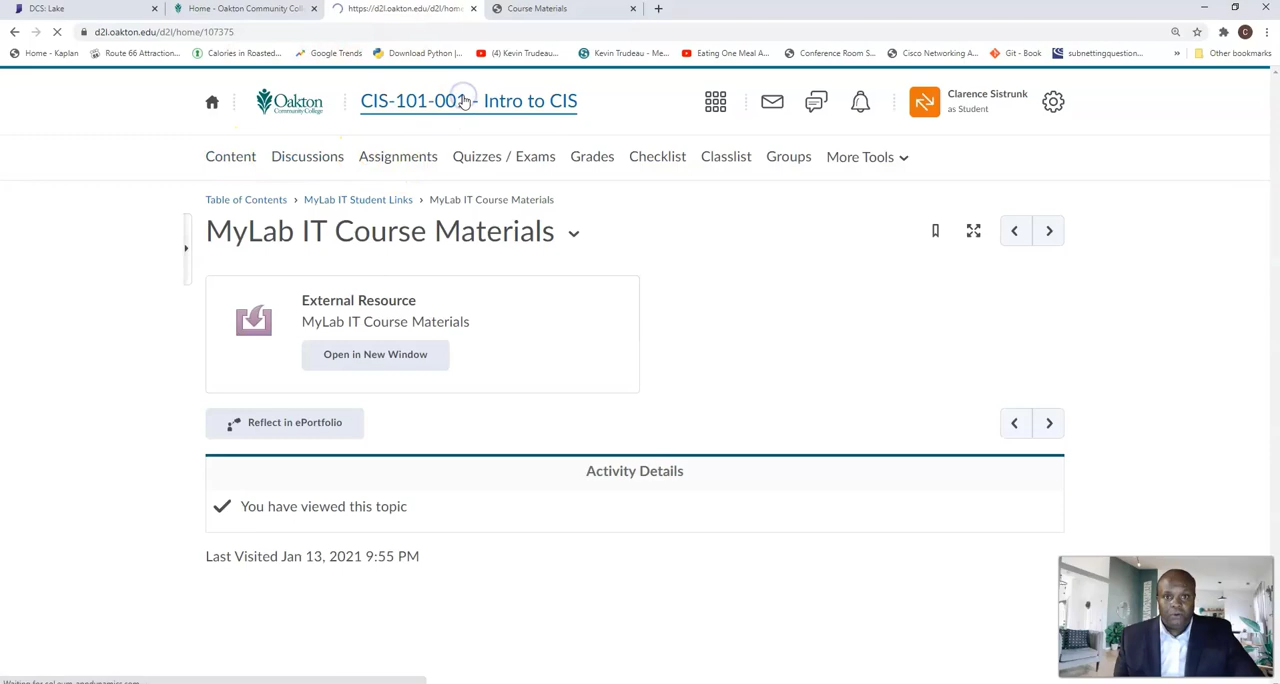 DCS: Lake
Home - Oakton Community Coll
https://d2l.oakton.edu/d2l/home
Course Materials
d2l.oakton.edu/d2l/home/107375
Home - Kaplan
Route 66 Attraction...
Calories in Roasted...
Google Trends
Download Python |...
(4) Kevin Trudeau...
Kevin Trudeau - Me...
Eating One Meal A...
Conference Room S...
Cisco Networking A...
Git - Book
subnettingquestion...
Other bookmarks
Oakton
Community College
CIS-101-001 - Intro to CIS
Clarence Sistrunk
as Student
Content
Discussions
Assignments
Quizzes / Exams
Grades
Checklist
Classlist
Groups
More Tools
Table of Contents › MyLab IT Student Links › MyLab IT Course Materials
MyLab IT Course Materials
External Resource
MyLab IT Course Materials
Open in New Window
Reflect in ePortfolio
Activity Details
You have viewed this topic
Last Visited Jan 13, 2021 9:55 PM